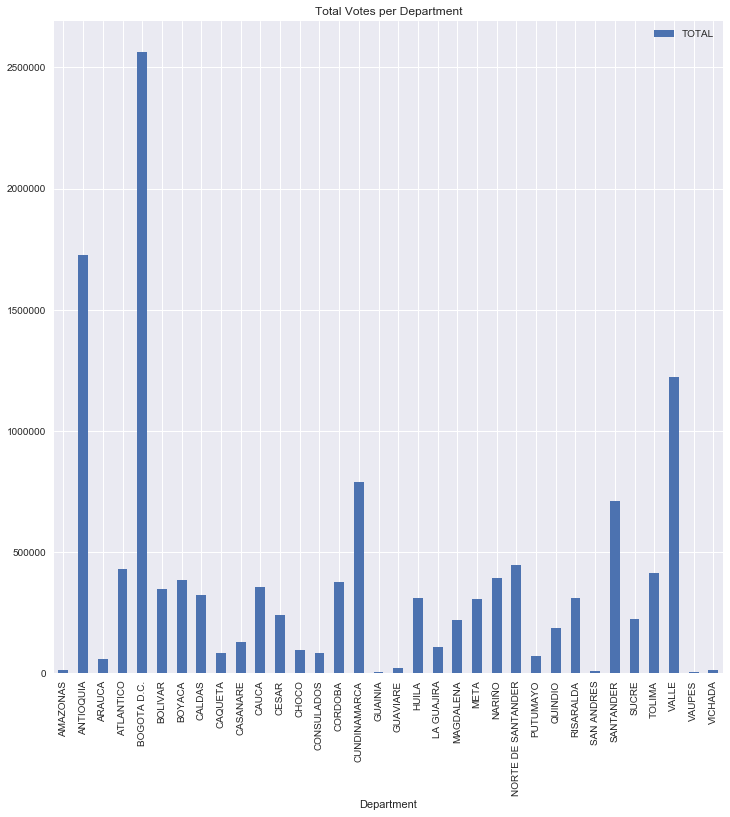 Total Votes per Department
TOTAL
2500000
2000000
1500000
1000000
500000
0
AMAZONAS
ANTIOQUIA
ARAUCA
ATLANTICO
BOGOTA D.C.
BOLIVAR
BOYACA
CALDAS
CAQUETA
CASANARE
CAUCA
CESAR
CHOCO
CONSULADOS
CORDOBA
CUNDINAMARCA
GUAINIA
GUAVIARE
HUILA
LA GUAJIRA
MAGDALENA
META
NARIÑO
NORTE DE SANTANDER
PUTUMAYO
QUINDIO
RISARALDA
SAN ANDRES
SANTANDER
SUCRE
TOLIMA
VALLE
VAUPES
VICHADA
Department